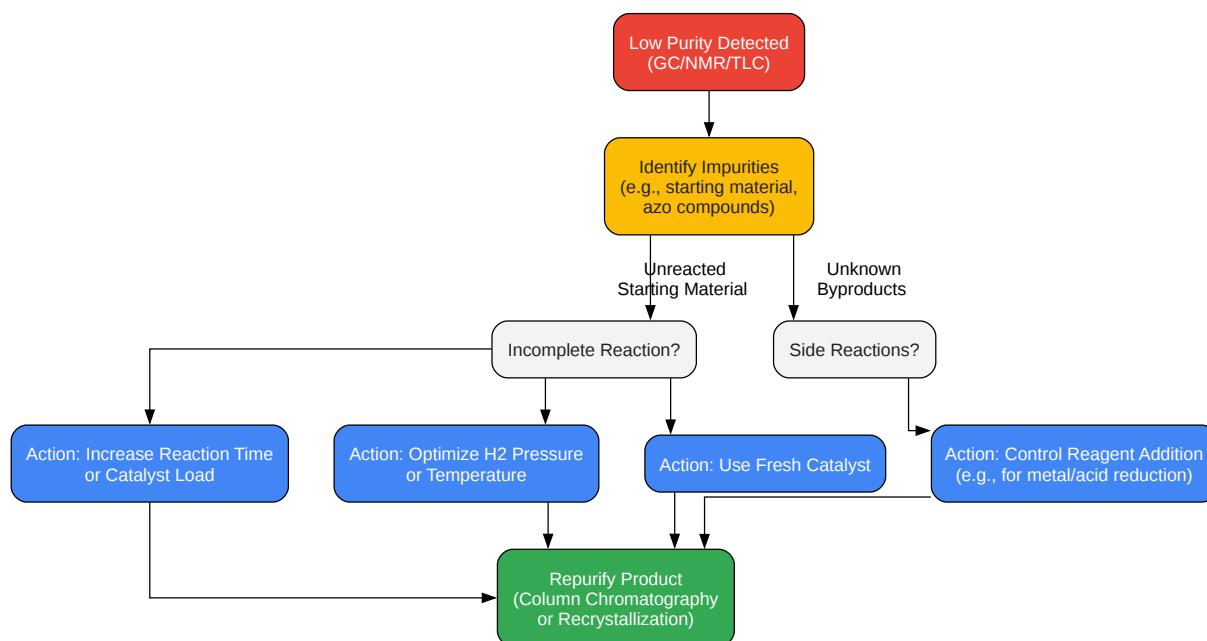 Low Purity Detected
(GC/NMR/TLC)
Identify Impurities
(e.g., starting material,
azo compounds)
Unreacted
Starting Material
Unknown
Byproducts
Incomplete Reaction?
Side Reactions?
Action: Increase Reaction Time
or Catalyst Load
Action: Optimize H2 Pressure
or Temperature
Action: Use Fresh Catalyst
Action: Control Reagent Addition
(e.g., for metal/acid reduction)
Repurify Product
(Column Chromatography
or Recrystallization)